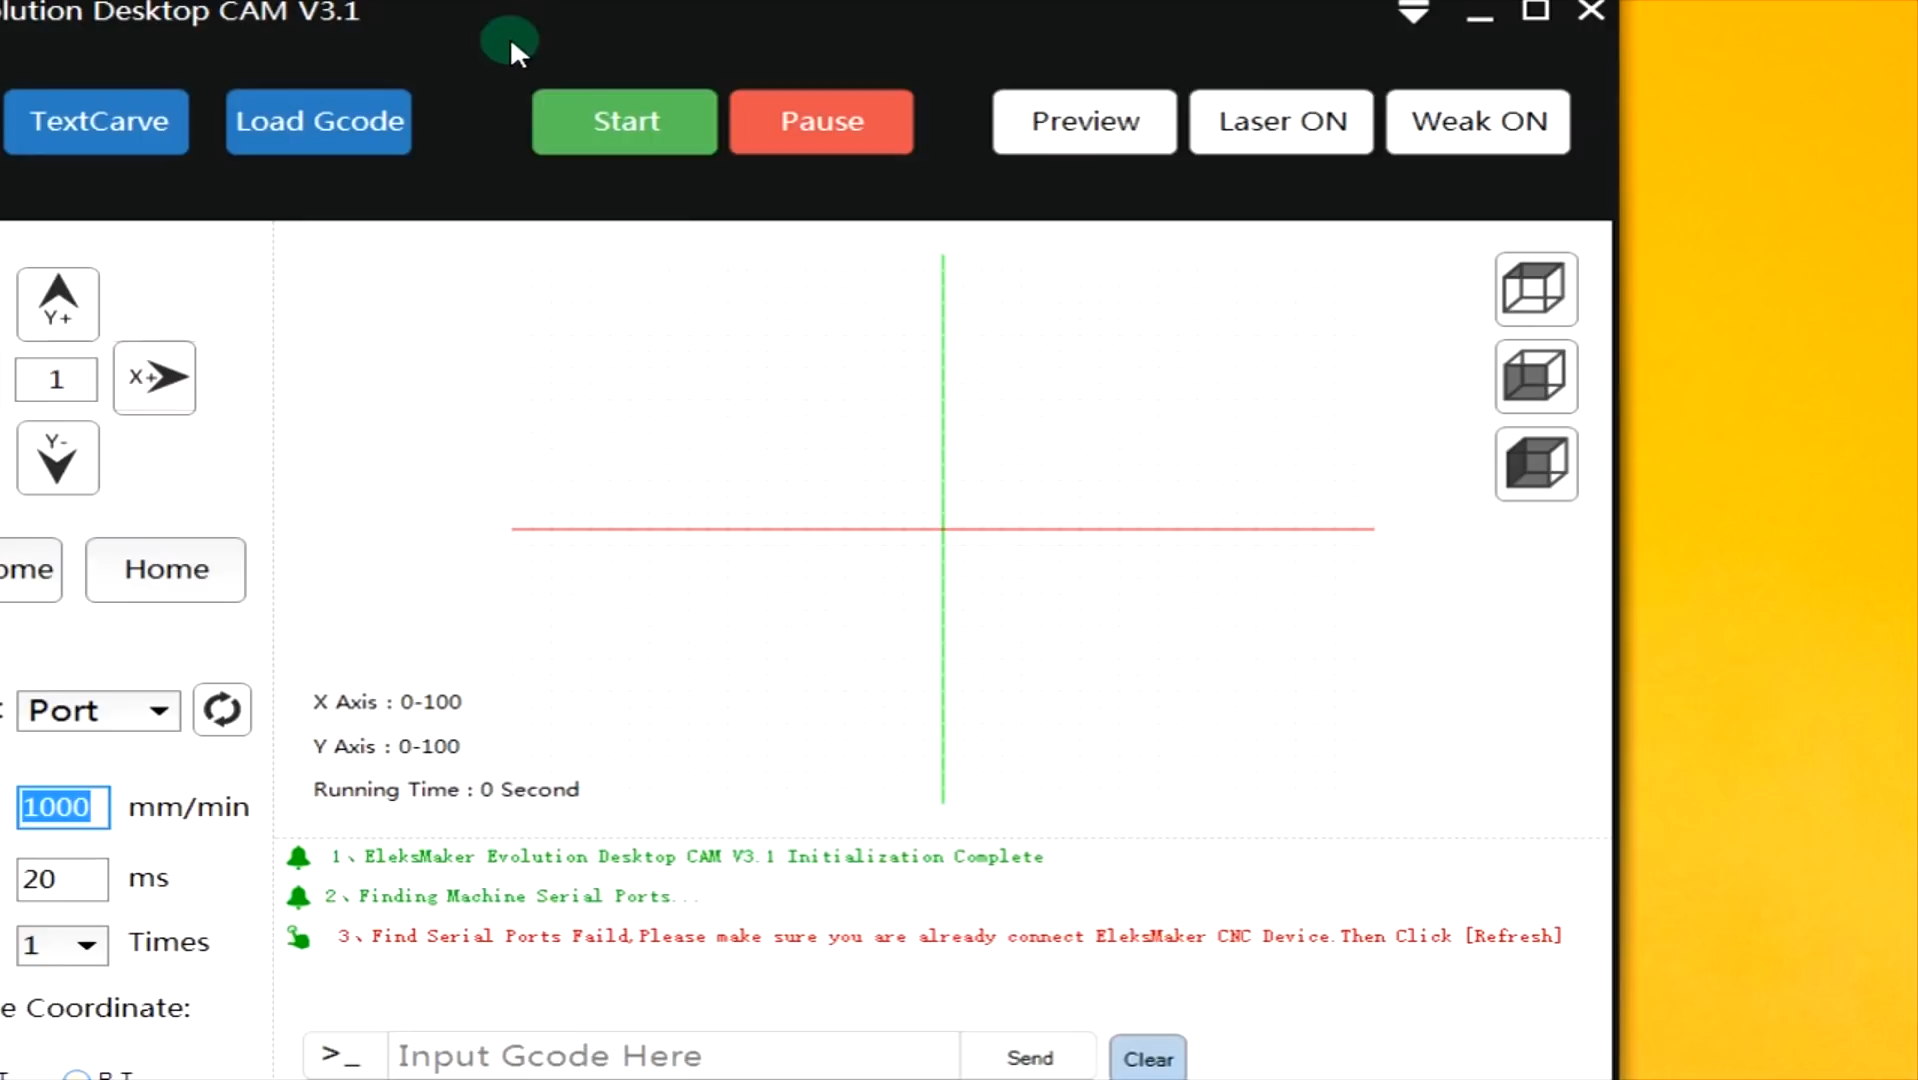 lution Desktop CAM V3.1
TextCarve
Load Gcode
Start
Pause
Preview
Laser ON
Weak ON
Y+
1
X+
Y-
ome
Home
: Port
1000 mm/min
20 ms
1 Times
e Coordinate:
X Axis : 0-100
Y Axis : 0-100
Running Time : 0 Second
1、EleksMaker Evolution Desktop CAM V3.1 Initialization Complete
2、Finding Machine Serial Ports...
3、Find Serial Ports Faild,Please make sure you are already connect EleksMaker CNC Device.Then Click [Refresh]
>_ Input Gcode Here
Send
Clear